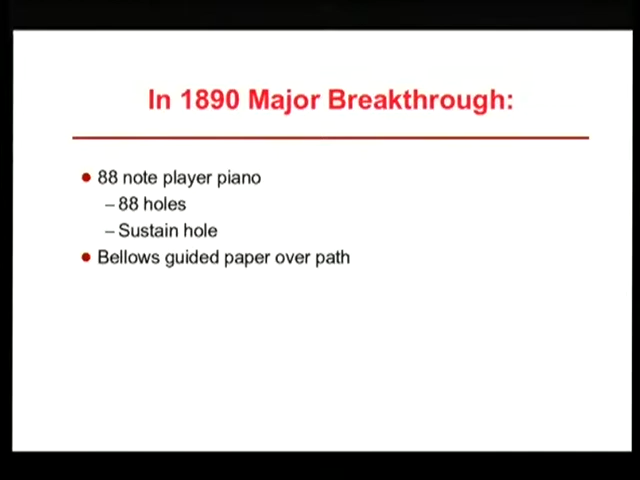 In 1890 Major Breakthrough:
• 88 note player piano
– 88 holes
– Sustain hole
• Bellows guided paper over path